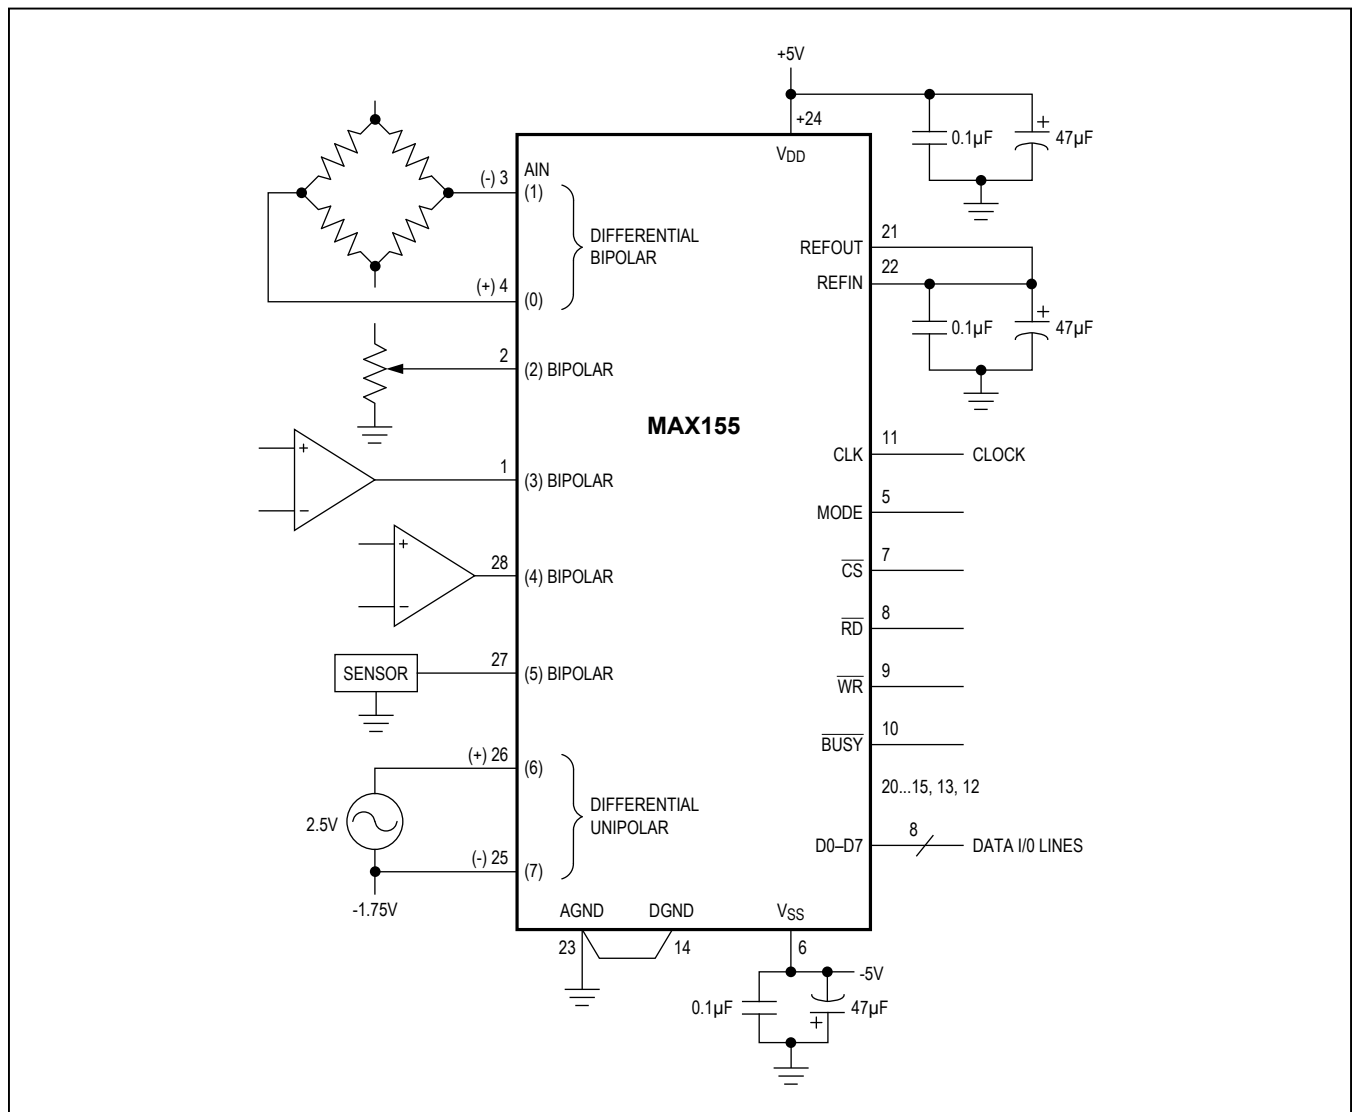 +5V
+24
VDD
0.1µF
47µF
AIN
(-) 3
(1)
DIFFERENTIAL
BIPOLAR
(+) 4
(0)
REFOUT
21
REFIN
22
0.1µF
47µF
2
(2) BIPOLAR
MAX155
+
−
1
(3) BIPOLAR
CLK
11
CLOCK
MODE
5
+
−
28
(4) BIPOLAR
CS
7
RD
8
SENSOR
27
(5) BIPOLAR
WR
9
BUSY
10
(+) 26
(6)
20...15, 13, 12
2.5V
DIFFERENTIAL
UNIPOLAR
D0–D7
8
DATA I/0 LINES
(-) 25
(7)
-1.75V
AGND
DGND
VSS
23
14
6
-5V
0.1µF
+
47µF